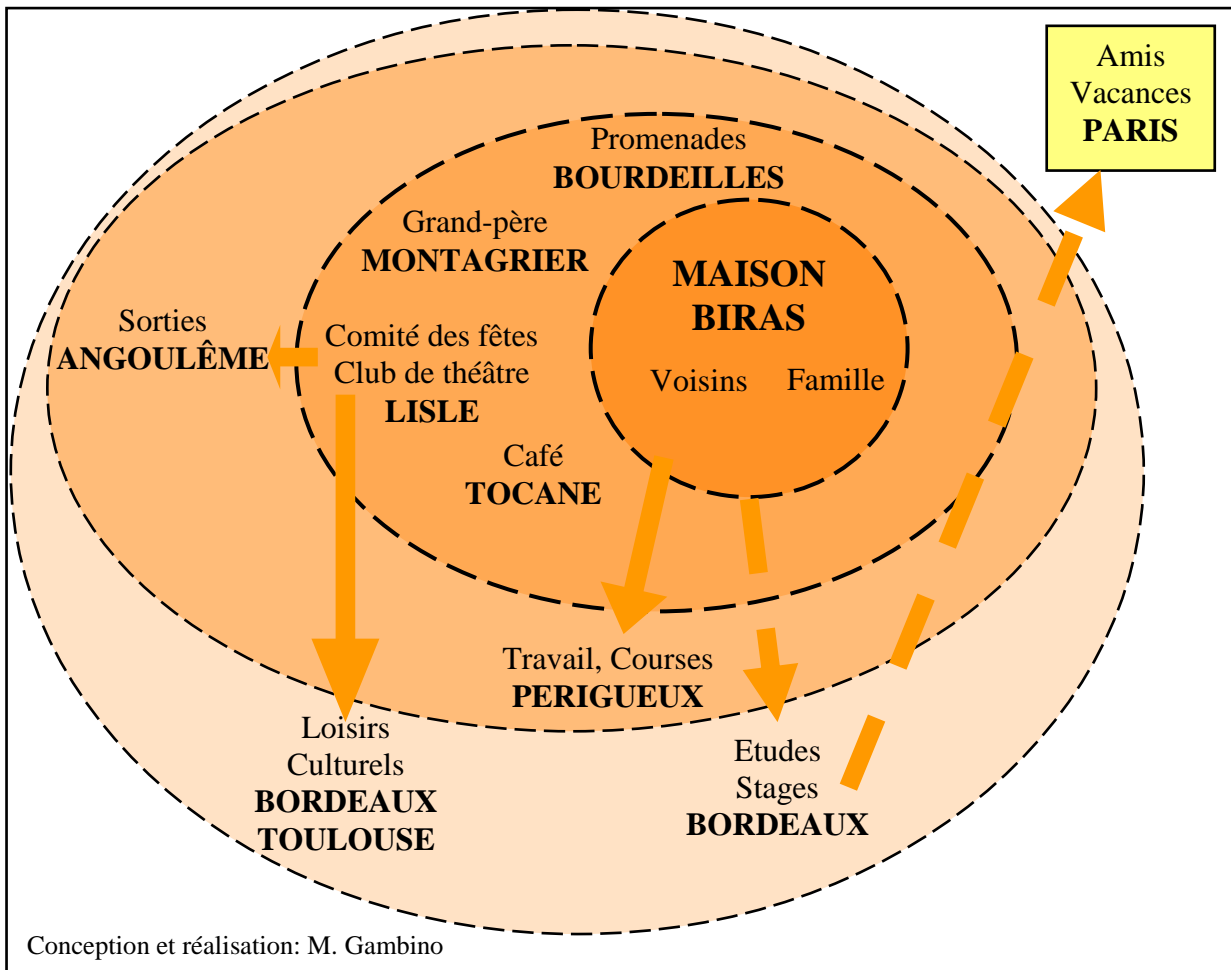 Amis
Vacances
PARIS
Promenades
BOURDEILLES
Grand-père
MONTAGRIER
MAISON
BIRAS
Voisins Famille
Sorties
ANGOULÊME
Comité des fêtes
Club de théâtre
LISLE
Café
TOCANE
Travail, Courses
PERIGUEUX
Loisirs
Culturels
BORDEAUX
TOULOUSE
Etudes
Stages
BORDEAUX
Conception et réalisation: M. Gambino